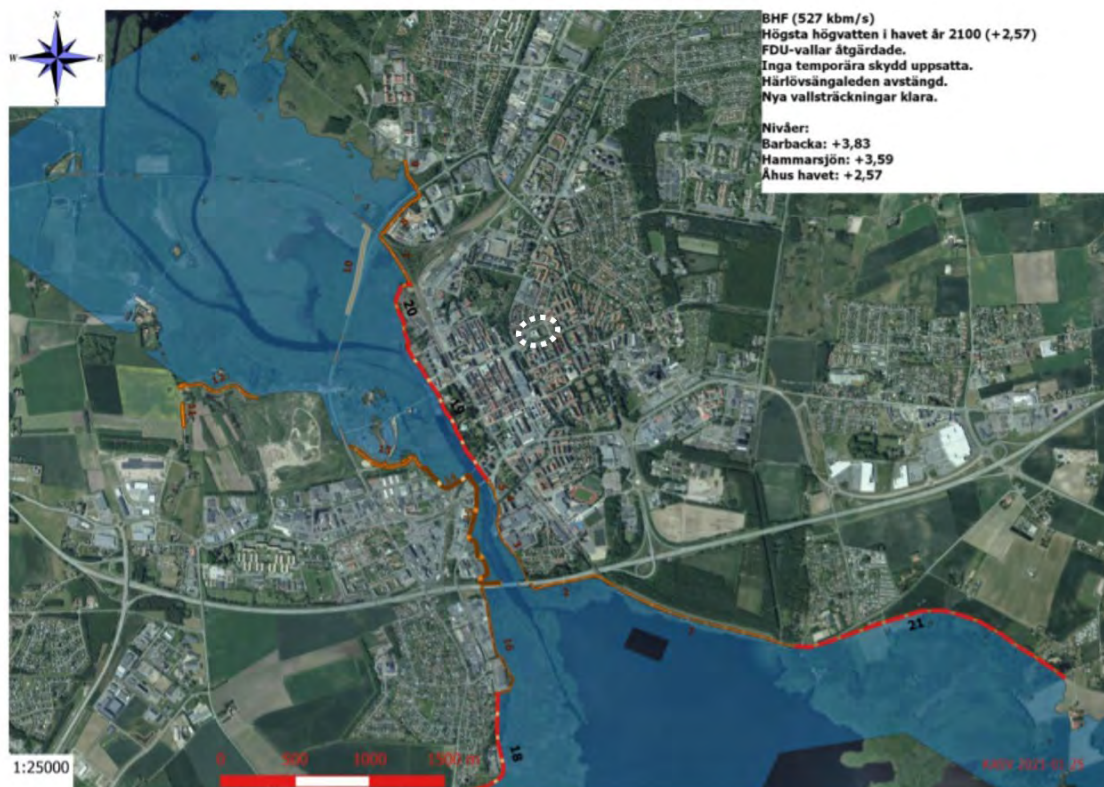 N
W E
S
BHF (527 kbm/s)
Högsta högvatten i havet år 2100 (+2,57)
FDU-vallar åtgärdade.
Inga temporära skydd uppsatta.
Härlövsängaleden avstängd.
Nya vallsträckningar klara.
Nivåer:
Barbacka: +3,83
Hammarsjön: +3,59
Åhus havet: +2,57
20
19
21
16
18
2
0 500 1000 1500 m
1:25000